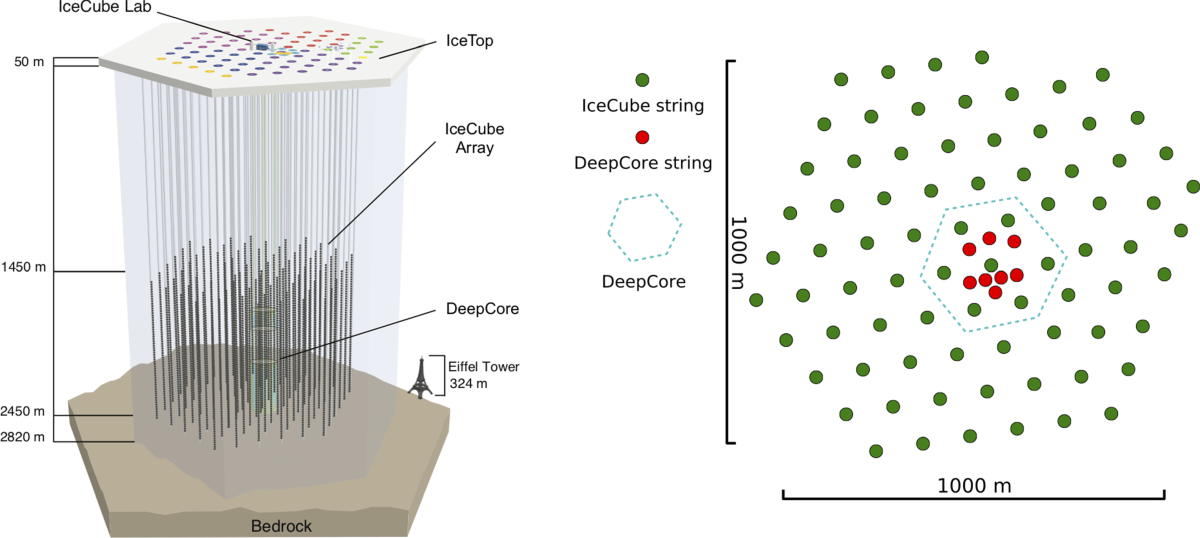 IceCube Lab
IceTop
50 m
IceCube
Array
1450 m
DeepCore
Eiffel Tower
324 m
2450 m
2820 m
Bedrock
IceCube string
DeepCore string
DeepCore
1000 m
1000 m